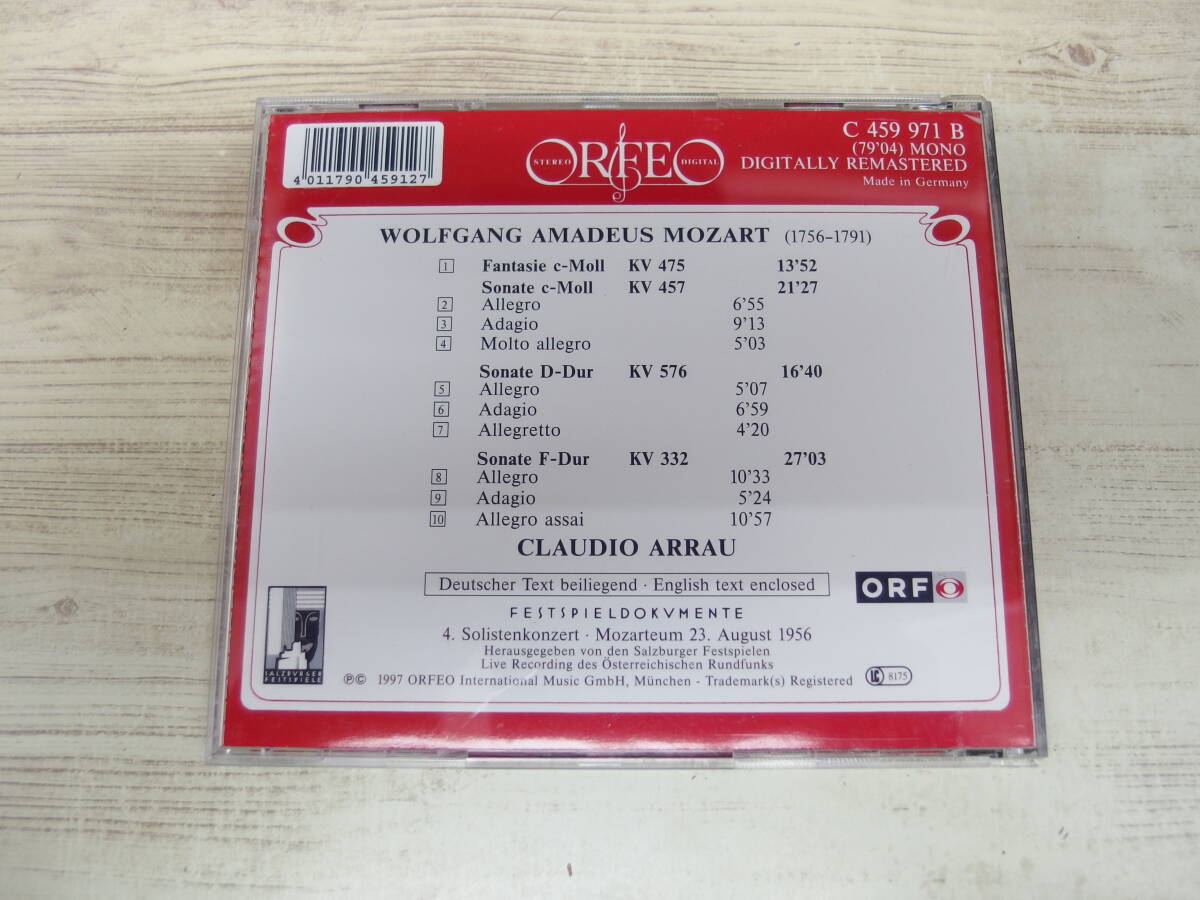 4 011790 459127
STEREO ORFEO DIGITAL
C 459 971 B
(79'04) MONO
DIGITALLY REMASTERED
Made in Germany
WOLFGANG AMADEUS MOZART (1756–1791)
1 Fantasie c-Moll KV 475 13'52
Sonate c-Moll KV 457 21'27
2 Allegro 6'55
3 Adagio 9'13
4 Molto allegro 5'03
Sonate D-Dur KV 576 16'40
5 Allegro 5'07
6 Adagio 6'59
7 Allegretto 4'20
Sonate F-Dur KV 332 27'03
8 Allegro 10'33
9 Adagio 5'24
10 Allegro assai 10'57
CLAUDIO ARRAU
Deutscher Text beiliegend · English text enclosed
ORF
FESTSPIELDOKVMENTE
4. Solistenkonzert · Mozarteum 23. August 1956
Herausgegeben von den Salzburger Festspielen
Live Recording des Österreichischen Rundfunks
SALZBURGER
FESTSPIELE
℗© 1997 ORFEO International Music GmbH, München - Trademark(s) Registered LC 8175